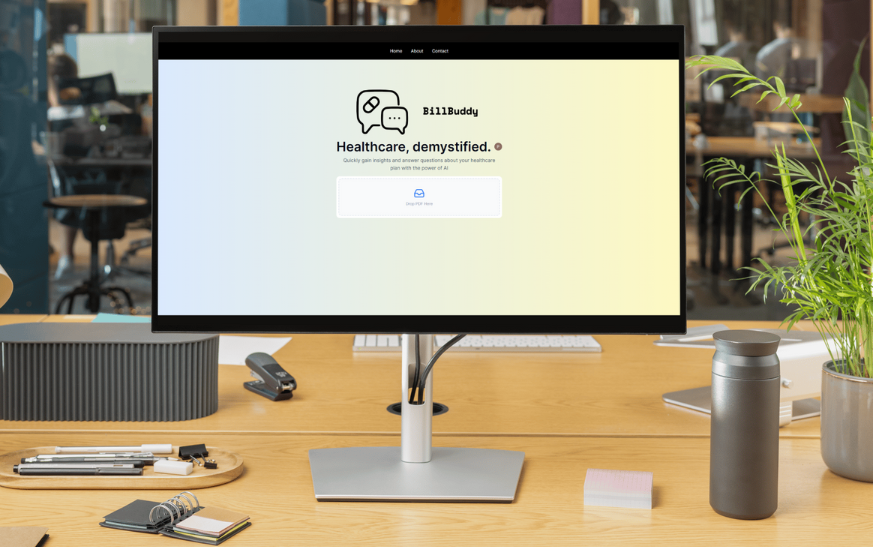 Home About Contact
BillBuddy
Healthcare, demystified.
Quickly gain insights and answer questions about your healthcare
plan with the power of AI
Drop PDF Here